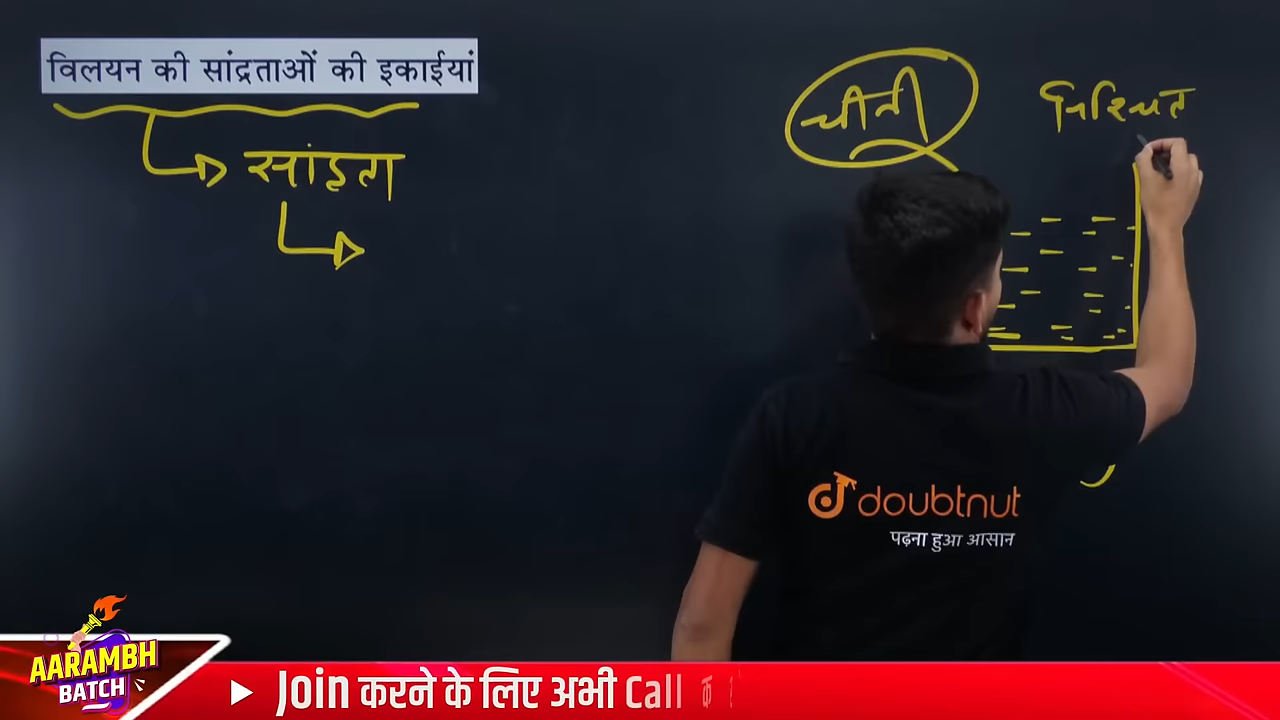 विलयन की सांद्रताओं की इकाईयां
सांद्रता
चीनी
निश्चित
doubtnut
पढ़ना हुआ आसान
AARAMBH
BATCH
Join करने के लिए अभी Call